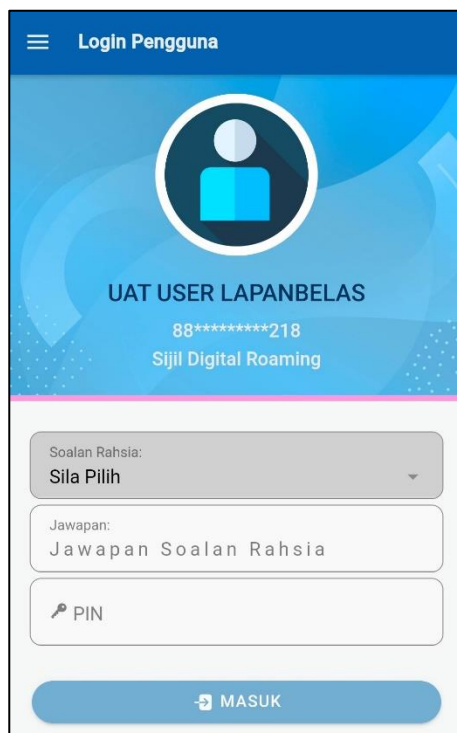 Login Pengguna
UAT USER LAPANBELAS
88*********218
Sijil Digital Roaming
Soalan Rahsia:
Sila Pilih
Jawapan:
Jawapan Soalan Rahsia
PIN
MASUK